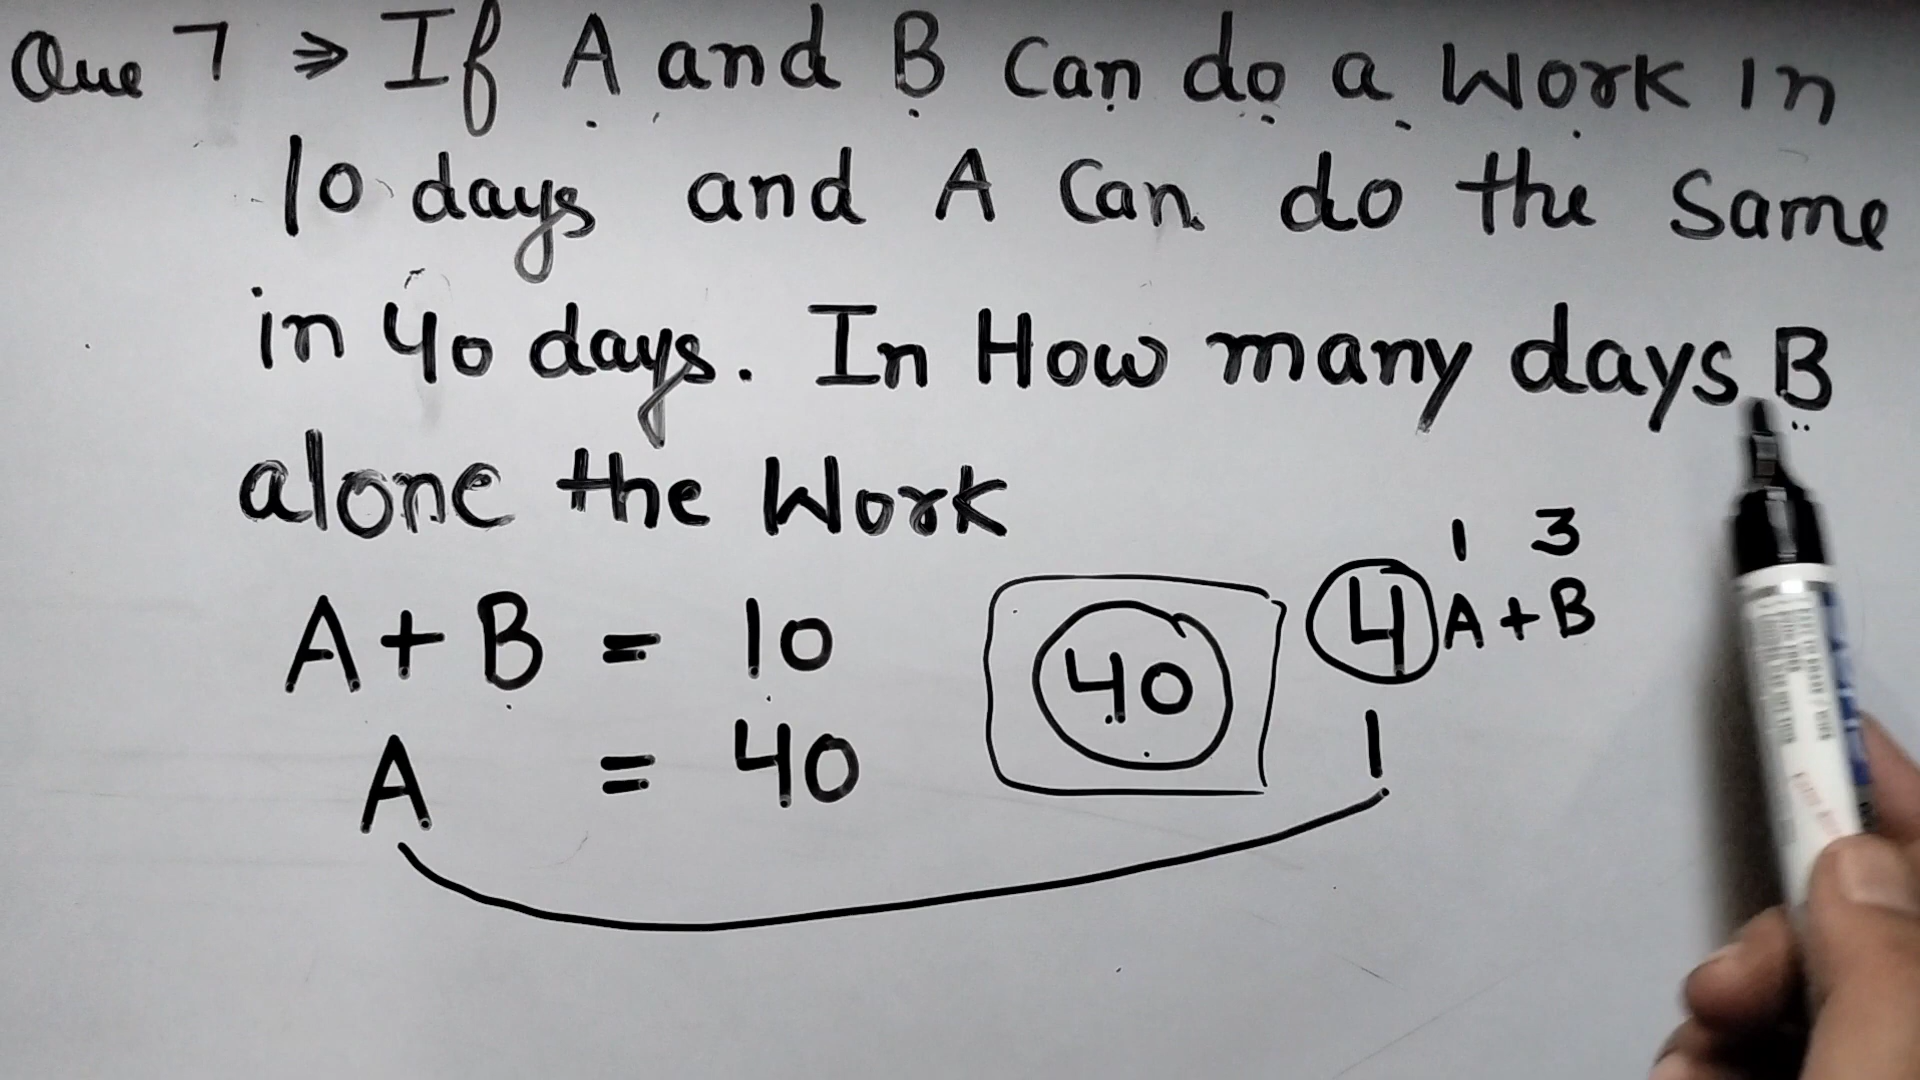 Que 7 ⇒ If A and B Can do a Work in
10 days and A Can do the Same
in 40 days. In How many days B
alone the Work
1 3
A + B = 10 40 4 A + B
A = 40 1